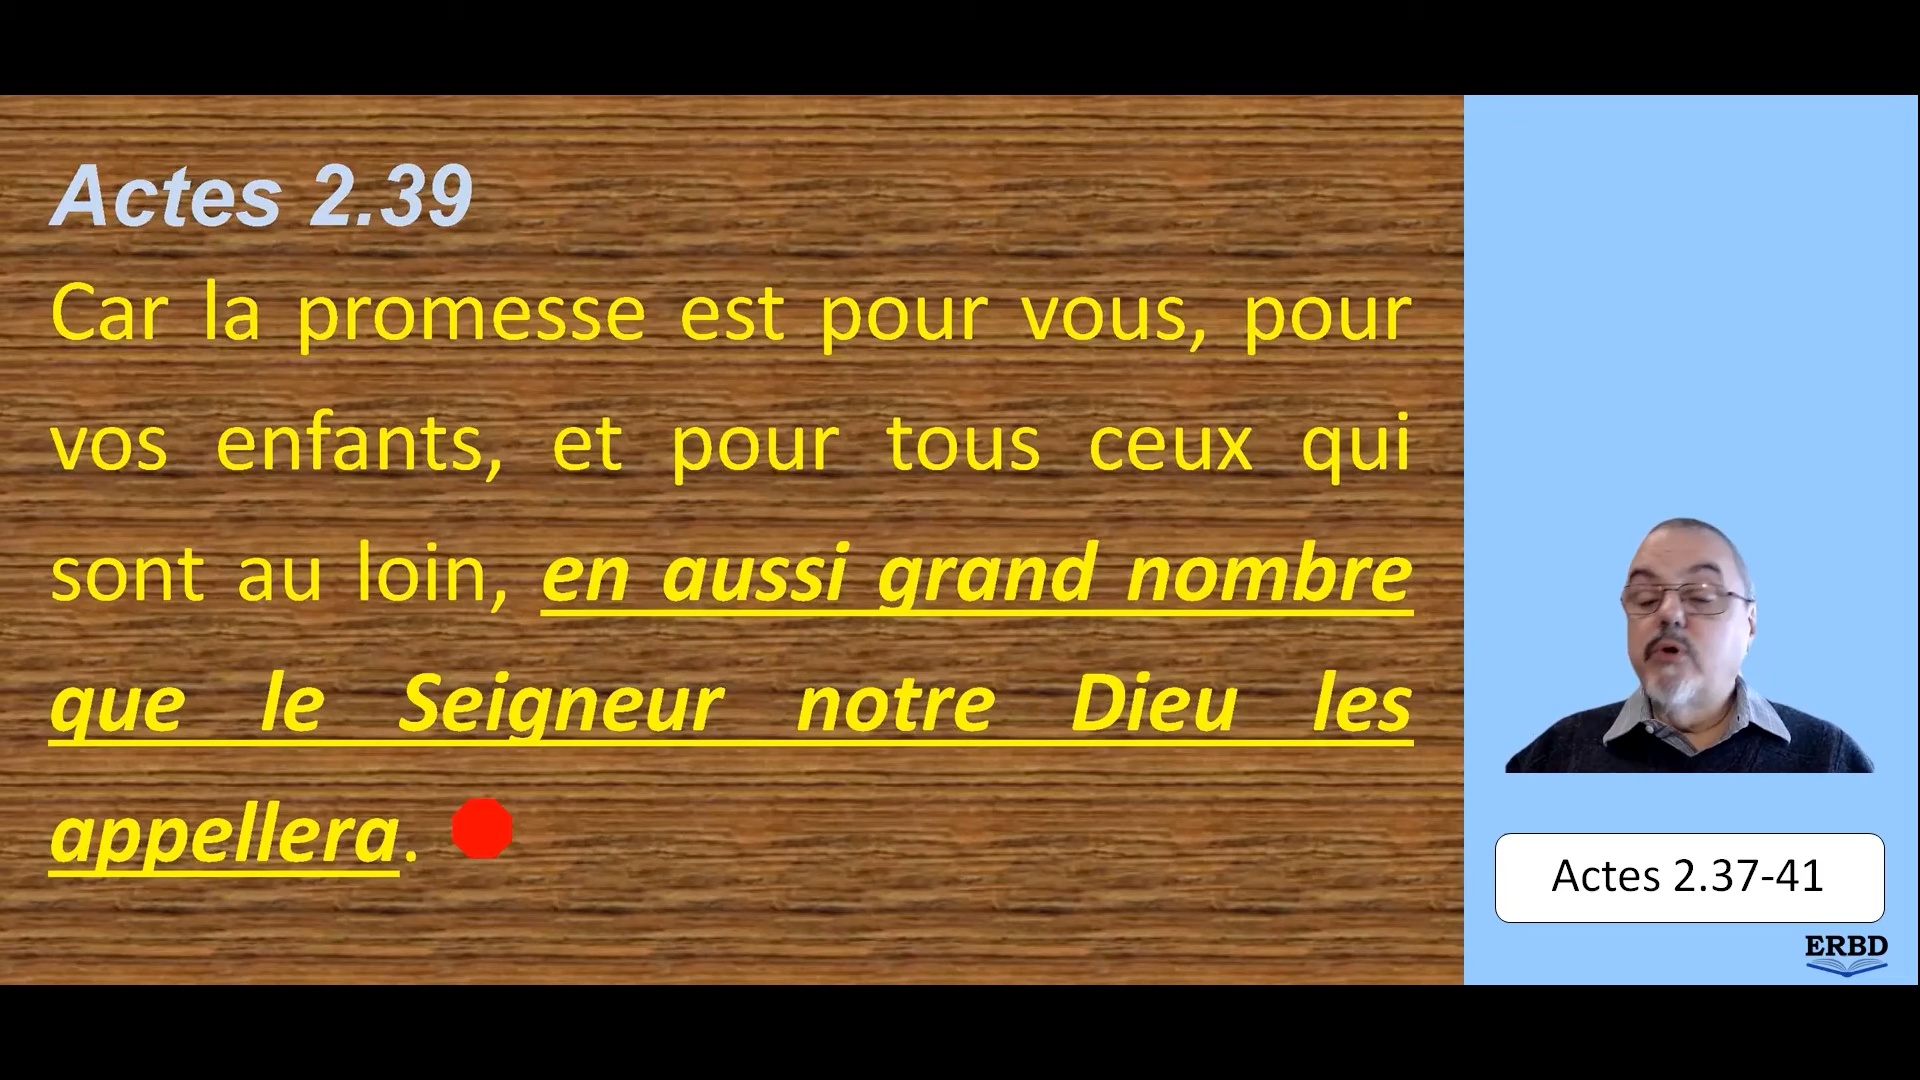 Actes 2.39
Car la promesse est pour vous, pour
vos enfants, et pour tous ceux qui
sont au loin, en aussi grand nombre
que le Seigneur notre Dieu les
appellera.
Actes 2.37-41
ERBD